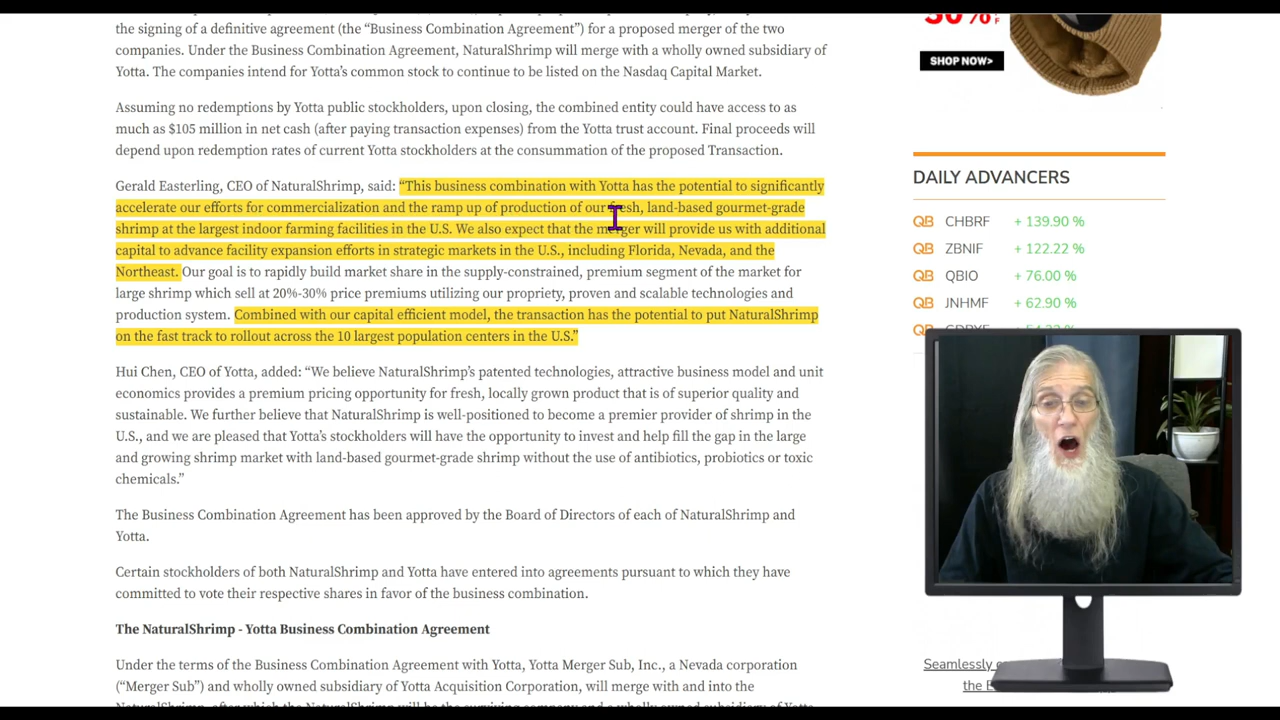 the signing of a definitive agreement (the “Business Combination Agreement”) for a proposed merger of the two
companies. Under the Business Combination Agreement, NaturalShrimp will merge with a wholly owned subsidiary of
Yotta. The companies intend for Yotta’s common stock to continue to be listed on the Nasdaq Capital Market.
Assuming no redemptions by Yotta public stockholders, upon closing, the combined entity could have access to as
much as $105 million in net cash (after paying transaction expenses) from the Yotta trust account. Final proceeds will
depend upon redemption rates of current Yotta stockholders at the consummation of the proposed Transaction.
Gerald Easterling, CEO of NaturalShrimp, said: “This business combination with Yotta has the potential to significantly
accelerate our efforts for commercialization and the ramp up of production of our fresh, land-based gourmet-grade
shrimp at the largest indoor farming facilities in the U.S. We also expect that the merger will provide us with additional
capital to advance facility expansion efforts in strategic markets in the U.S., including Florida, Nevada, and the
Northeast. Our goal is to rapidly build market share in the supply-constrained, premium segment of the market for
large shrimp which sell at 20%-30% price premiums utilizing our propriety, proven and scalable technologies and
production system. Combined with our capital efficient model, the transaction has the potential to put NaturalShrimp
on the fast track to rollout across the 10 largest population centers in the U.S.”
Hui Chen, CEO of Yotta, added: “We believe NaturalShrimp’s patented technologies, attractive business model and unit
economics provides a premium pricing opportunity for fresh, locally grown product that is of superior quality and
sustainable. We further believe that NaturalShrimp is well-positioned to become a premier provider of shrimp in the
U.S., and we are pleased that Yotta’s stockholders will have the opportunity to invest and help fill the gap in the large
and growing shrimp market with land-based gourmet-grade shrimp without the use of antibiotics, probiotics or toxic
chemicals.”
The Business Combination Agreement has been approved by the Board of Directors of each of NaturalShrimp and
Yotta.
Certain stockholders of both NaturalShrimp and Yotta have entered into agreements pursuant to which they have
committed to vote their respective shares in favor of the business combination.
The NaturalShrimp - Yotta Business Combination Agreement
Under the terms of the Business Combination Agreement with Yotta, Yotta Merger Sub, Inc., a Nevada corporation
(“Merger Sub”) and wholly owned subsidiary of Yotta Acquisition Corporation, will merge with and into the
SHOP NOW>
DAILY ADVANCERS
QB CHBRF + 139.90 %
QB ZBNIF + 122.22 %
QB QBIO + 76.00 %
QB JNHMF + 62.90 %
Seamlessly
the